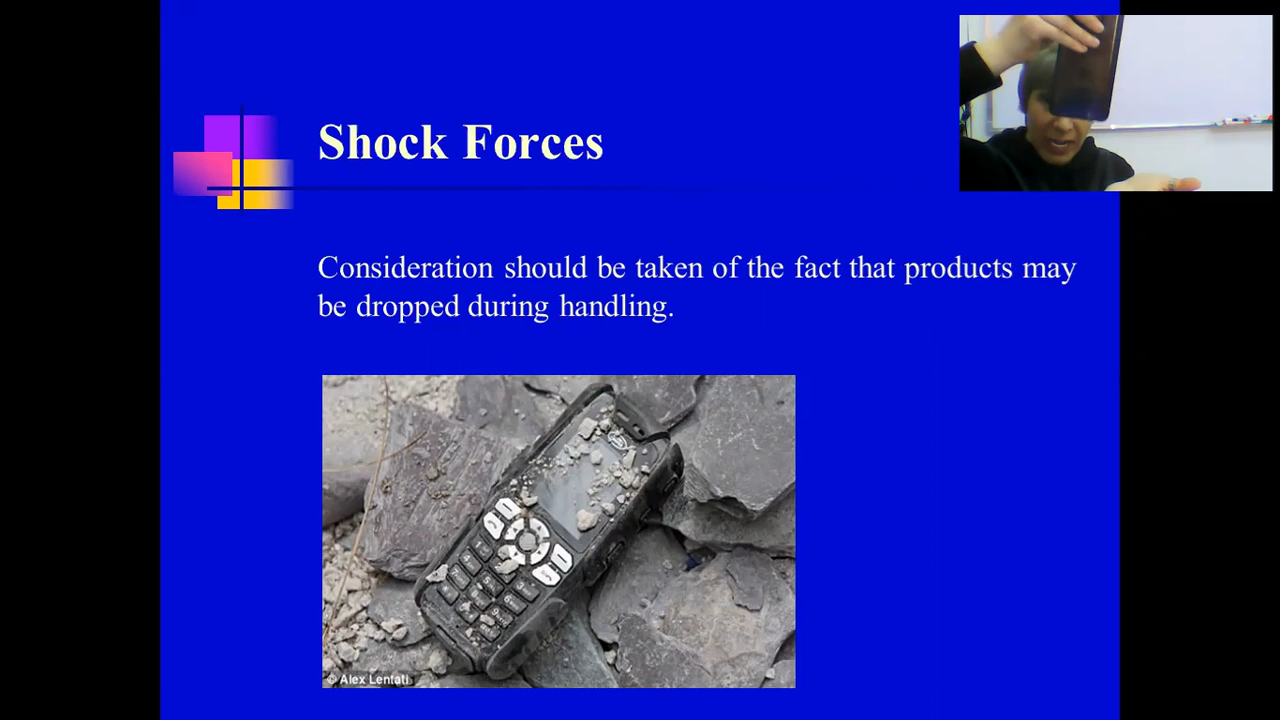 Shock Forces
Consideration should be taken of the fact that products may
be dropped during handling.
© Alex Lentati